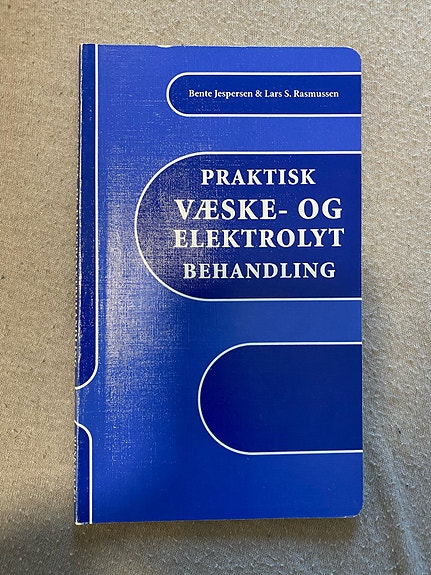 Bente Jespersen & Lars S. Rasmussen
PRAKTISK
VÆSKE- OG
ELEKTROLYT
BEHANDLING